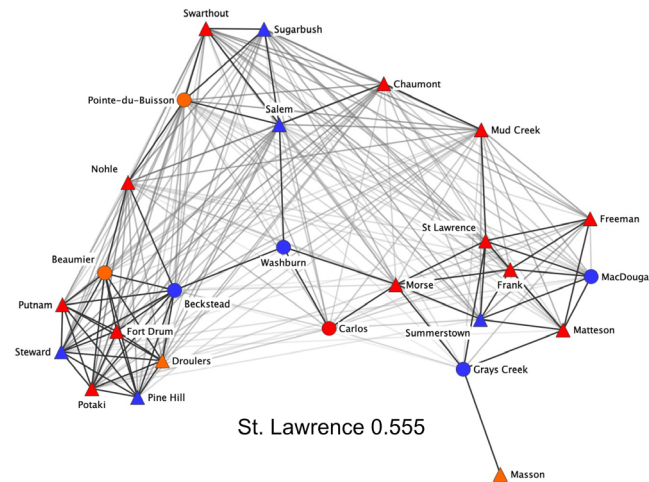 Swarthout
Sugarbush
Chaumont
Pointe-du-Buisson
Salem
Mud Creek
Nohle
Freeman
St Lawrence
Beaumier
Washburn
Frank
MacDouga
Morse
Putnam
Beckstead
Fort Drum
Carlos
Summerstown
Matteson
Steward
Droulers
Grays Creek
Potaki
Pine Hill
St. Lawrence 0.555
Masson